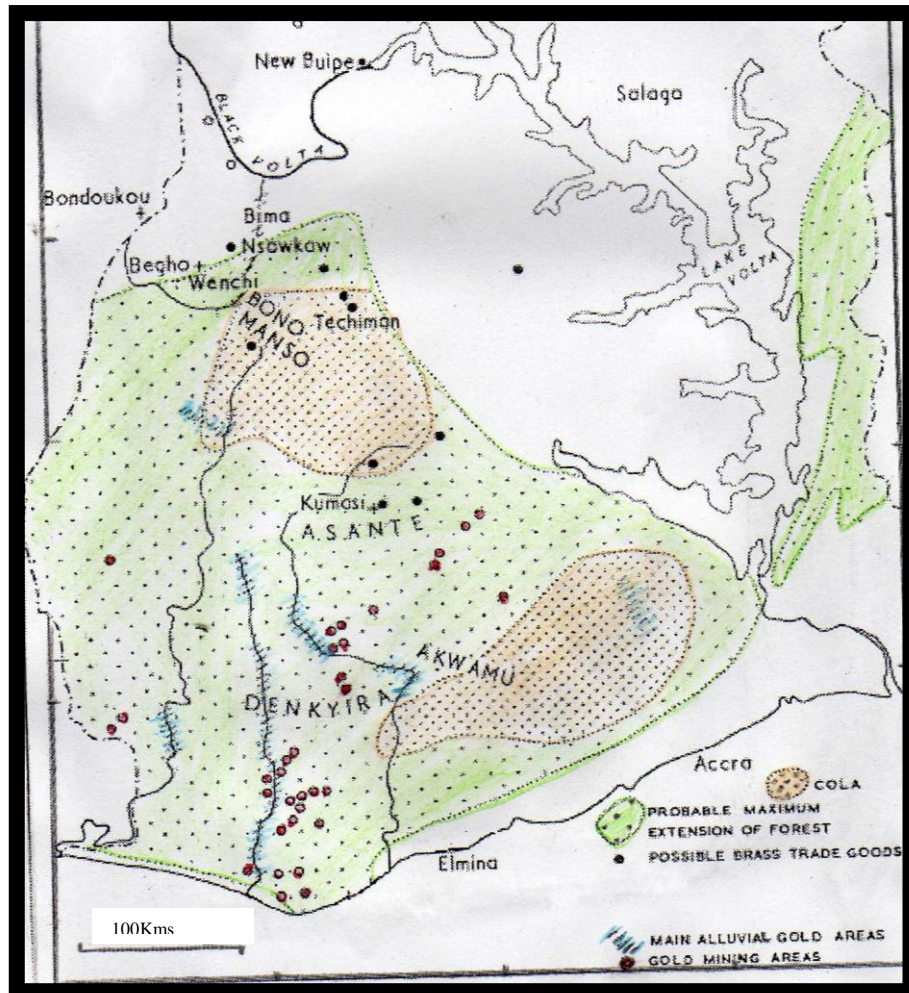 New Buipe
Salaga
BLACK VOLTA
Bondoukou
Bima
Nsawkaw
Begho
Wenchi
LAKE
VOLTA
BONO
MANSO
Techiman
Kumasi
ASANTE
AKWAMU
DENKYIRA
Accra
COLA
PROBABLE MAXIMUM
EXTENSION OF FOREST
POSSIBLE BRASS TRADE GOODS
Elmina
100Kms
MAIN ALLUVIAL GOLD AREAS
GOLD MINING AREAS